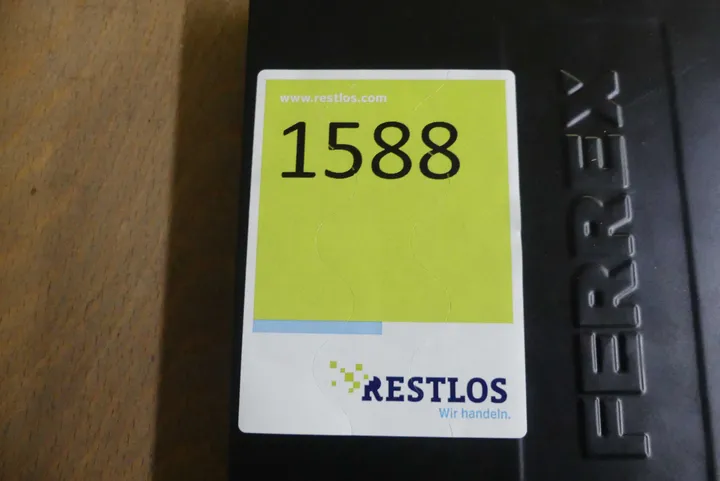 www.restlos.com
1588
RESTLOS
Wir handeln.
FERREX